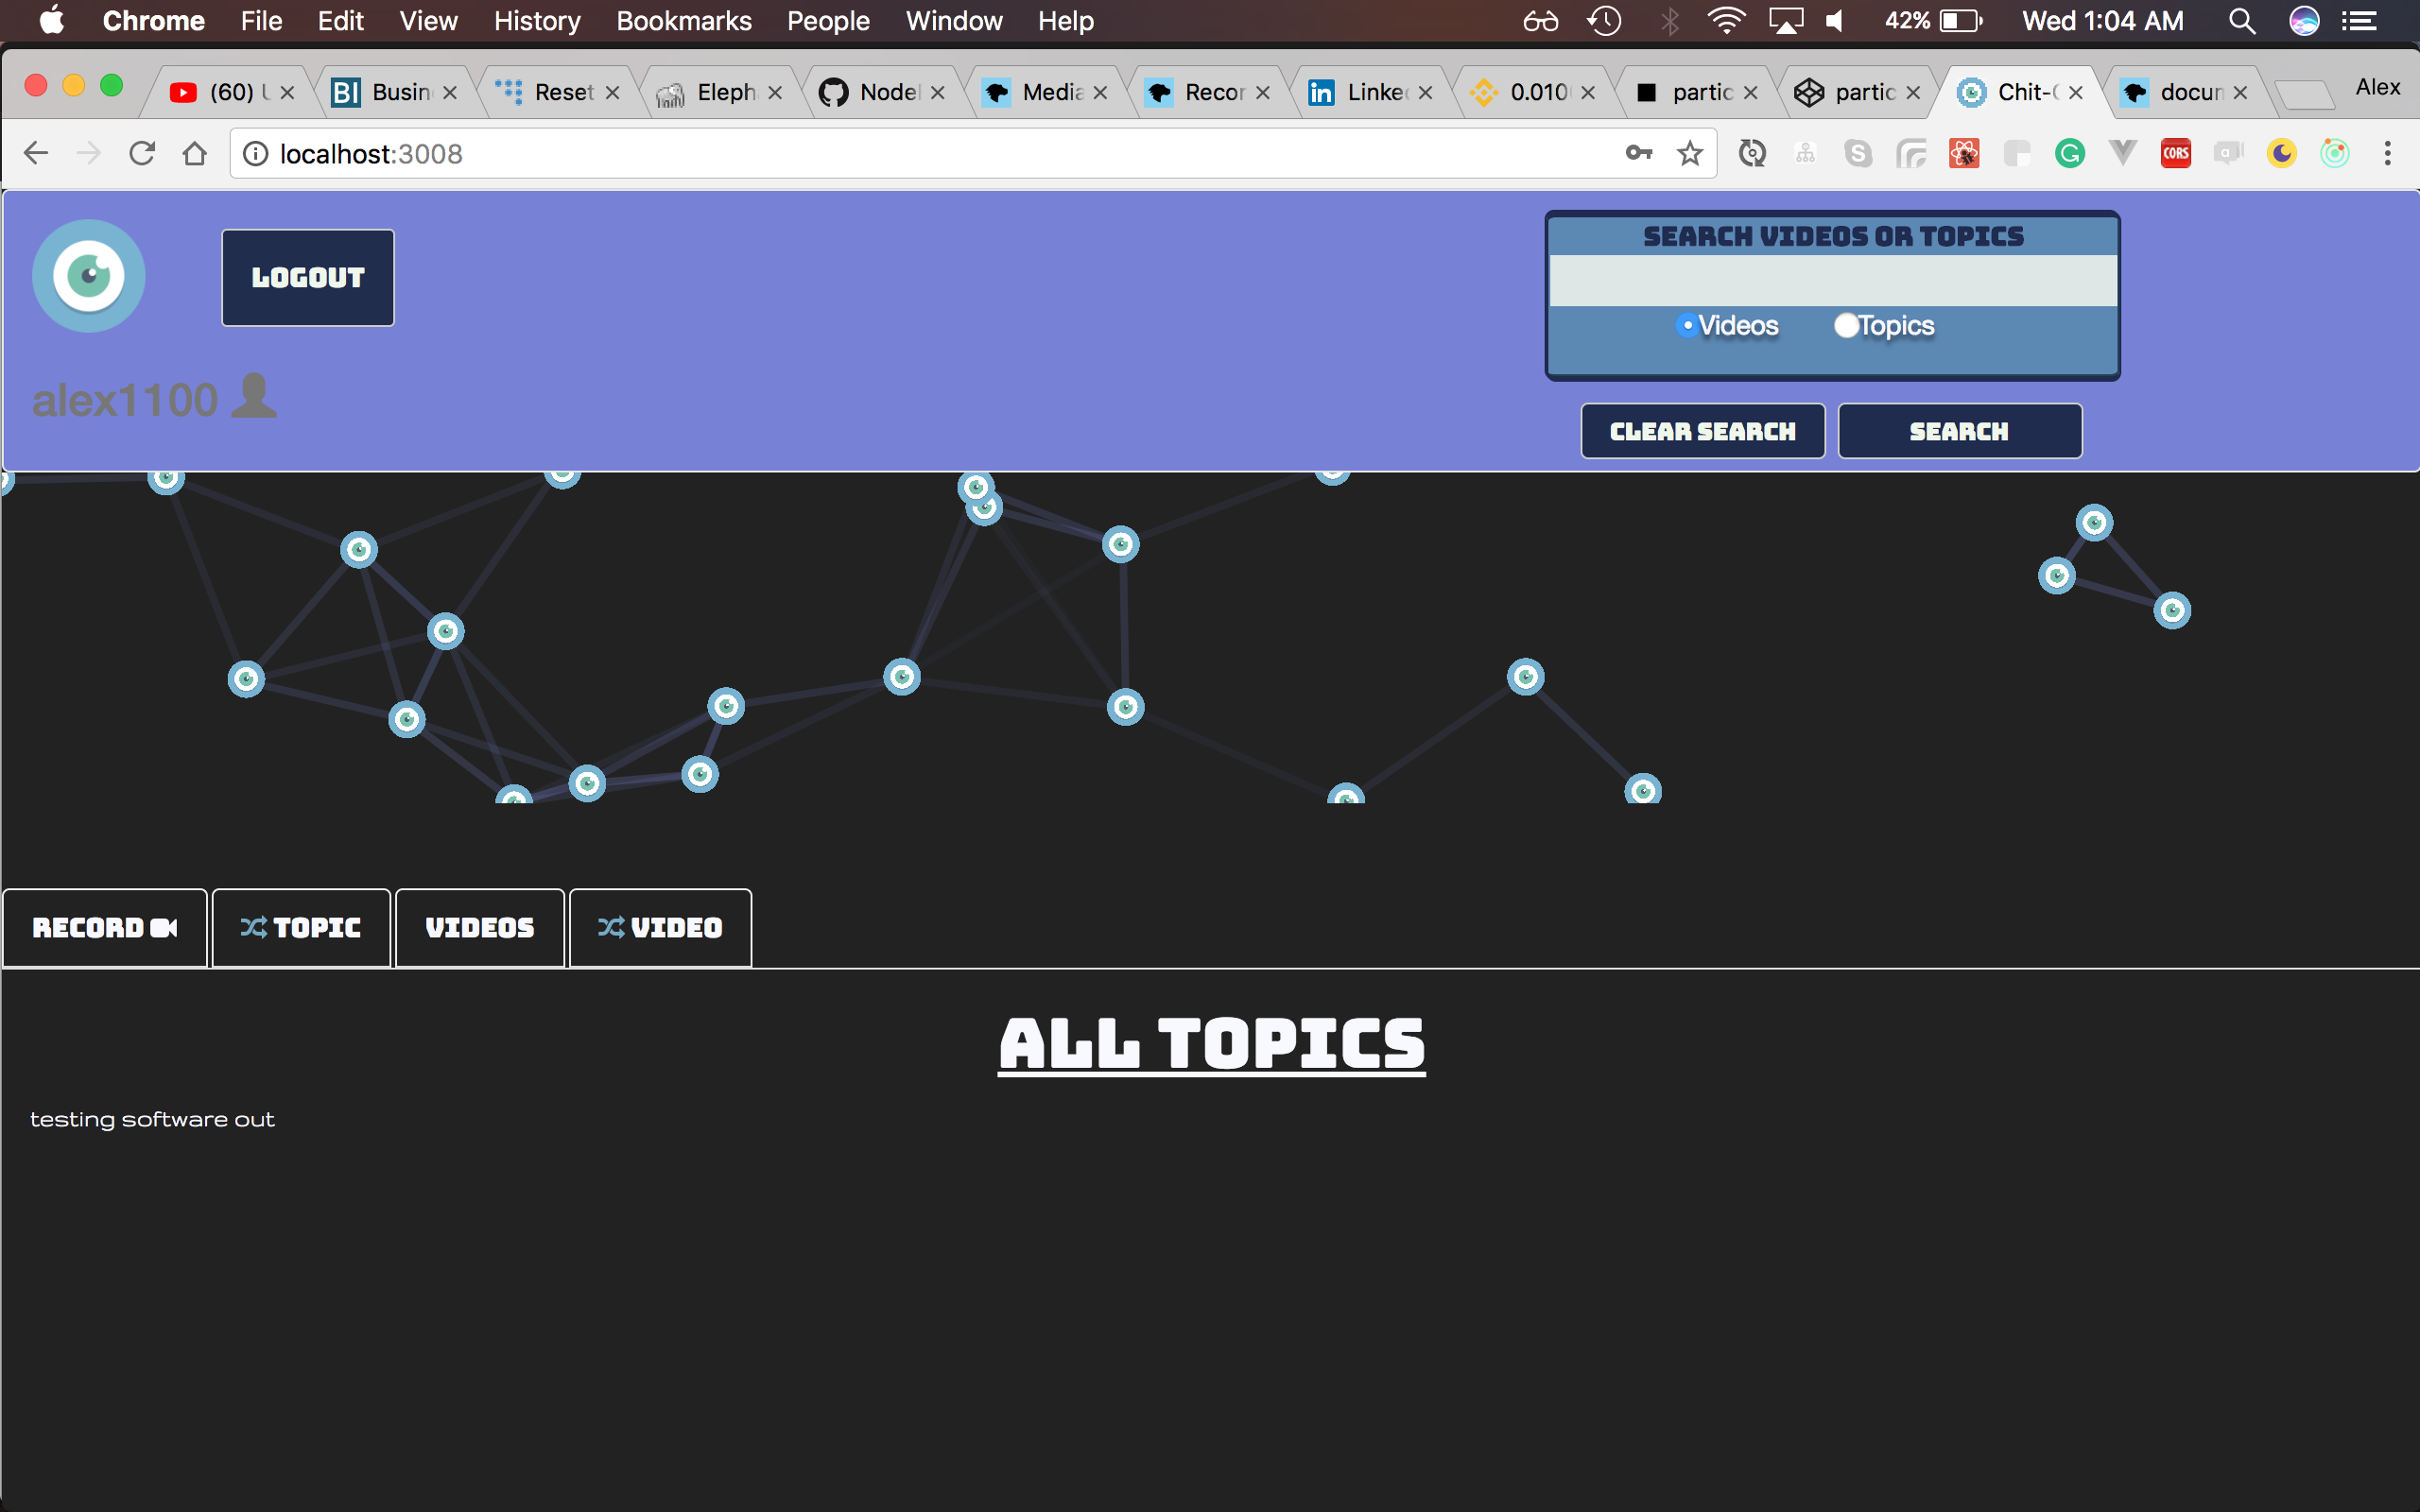 Chrome File Edit View History Bookmarks People Window Help 42% Wed 1:04 AM
(60) Busin Reset Eleph Node Media Recor Linke 0.010 partic partic Chit- docum Alex
localhost:3008
LOGOUT
alex1100
SEARCH VIDEOS OR TOPICS
Videos Topics
CLEAR SEARCH SEARCH
RECORD TOPIC VIDEOS VIDEO
ALL TOPICS
testing software out